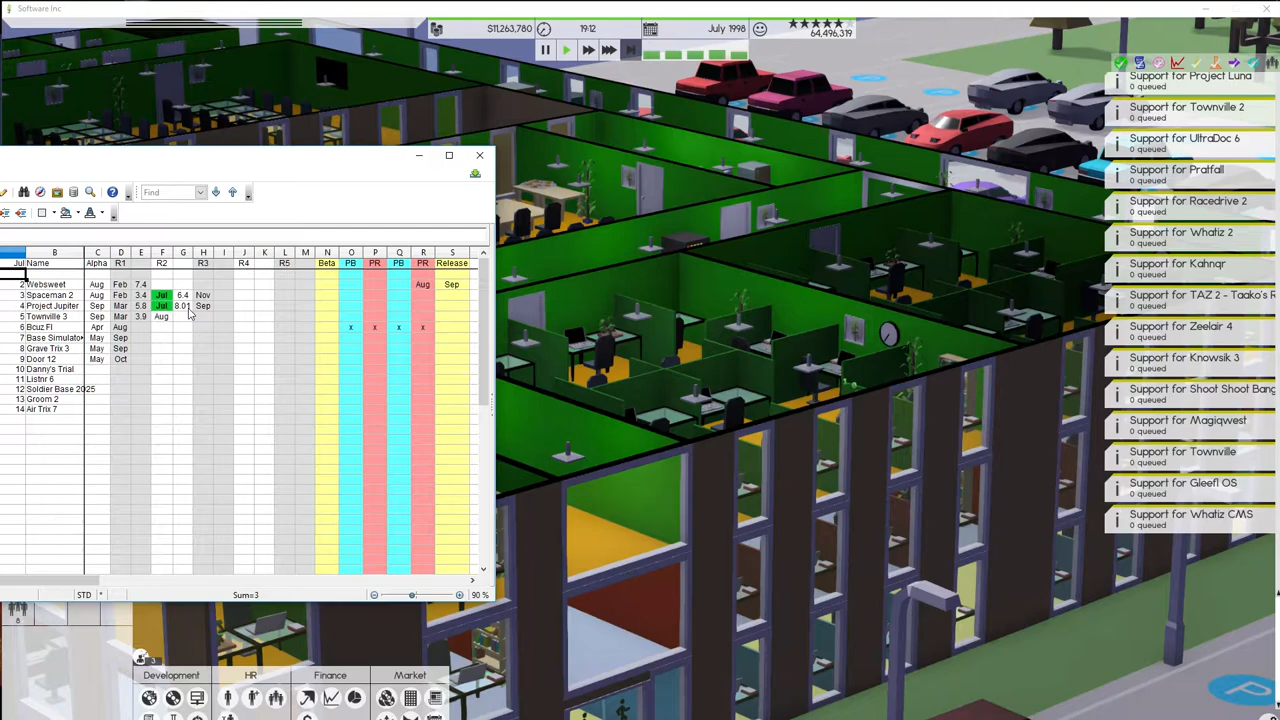 Software Inc
$11,263,780 19:12 July 1998 64,496,319
Support for Project Luna
0 queued
Support for Townville 2
0 queued
Support for UltraDoc 6
0 queued
Support for Pratfall
0 queued
Support for Racedrive 2
0 queued
Support for Whatiz 2
0 queued
Support for Kahnqr
0 queued
Support for TAZ 2 - Taako's R
0 queued
Support for Zeelair 4
0 queued
Support for Knowsik 3
0 queued
Support for Shoot Shoot Bang
0 queued
Support for Magiqwest
0 queued
Support for Townville
0 queued
Support for Gleefl OS
0 queued
Support for Whatiz CMS
0 queued
Find
B C D E F G H I J K L M N O P Q R S
Jul Name Alpha R1 R2 R3 R4 R5 Beta PB PR PB PR Release
2 Websweet Aug Feb 7.4 Aug Sep
3 Spaceman 2 Aug Feb 3.4 Jul 6.4 Nov
4 Project Jupiter Sep Mar 5.8 Jul 8.01 Sep
5 Townville 3 Sep Mar 3.9 Aug
6 Bcuz FI Apr Aug x x x x
7 Base Simulato May Sep
8 Grave Trix 3 May Sep
9 Door 12 May Oct
10 Danny's Trial
11 Listnr 6
12 Soldier Base 2025
13 Groom 2
14 Air Trix 7
STD * Sum=3 90 %
8
Development HR Finance Market